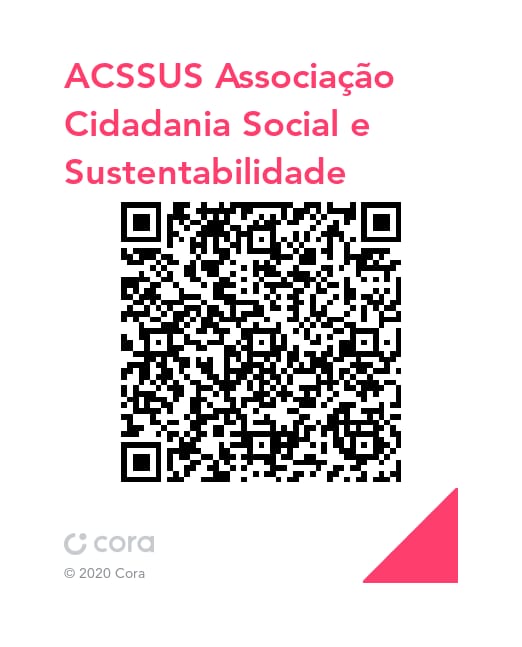 ACSSUS Associação
Cidadania Social e
Sustentabilidade
cora
© 2020 Cora